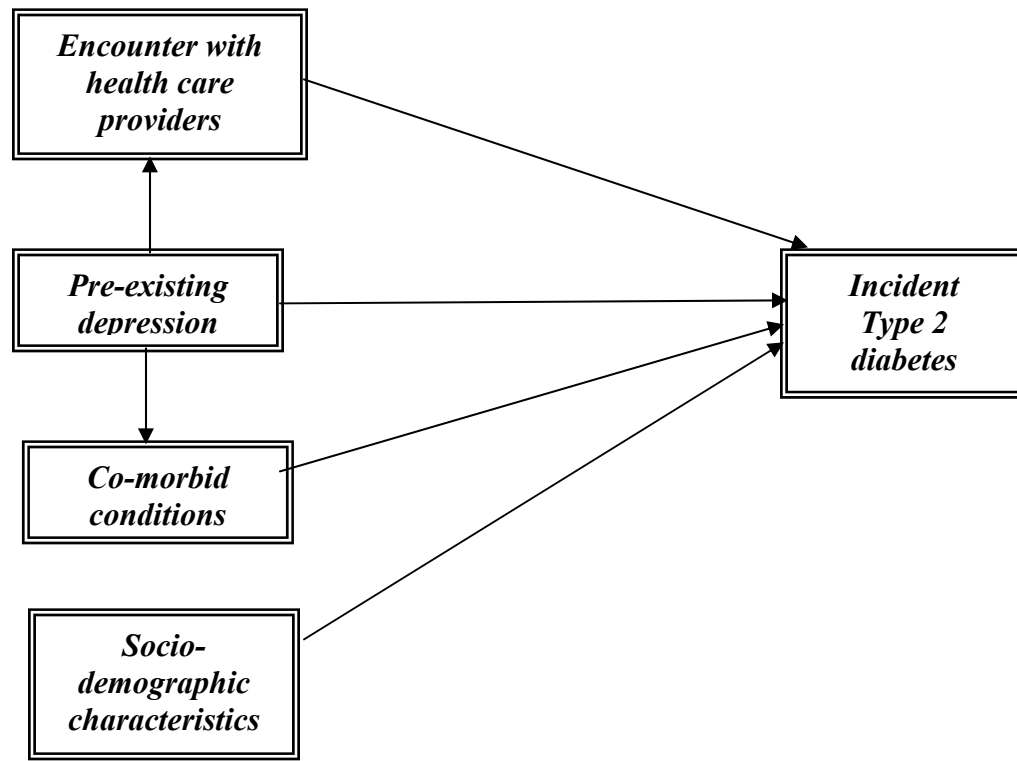 Encounter with
health care
providers
Pre-existing
depression
Incident
Type 2
diabetes
Co-morbid
conditions
Socio-
demographic
characteristics